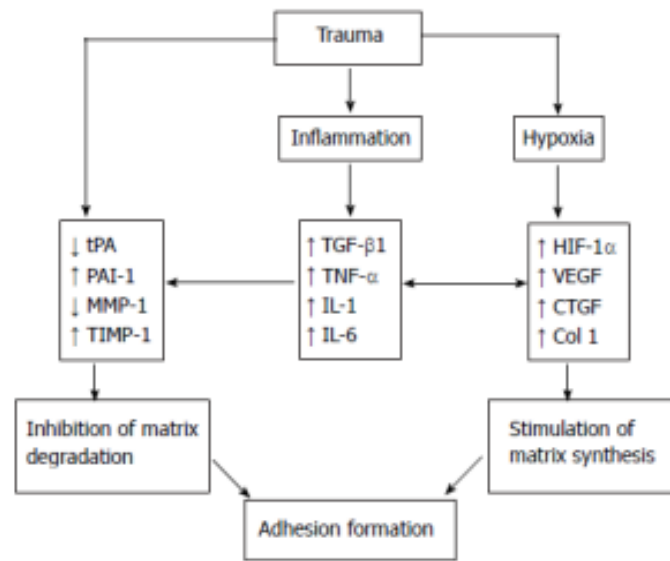 Trauma
Inflammation
Hypoxia
↓ tPA
↑ PAI-1
↓ MMP-1
↑ TIMP-1
↑ TGF-β1
↑ TNF-α
↑ IL-1
↑ IL-6
↑ HIF-1α
↑ VEGF
↑ CTGF
↑ Col 1
Inhibition of matrix
degradation
Stimulation of
matrix synthesis
Adhesion formation